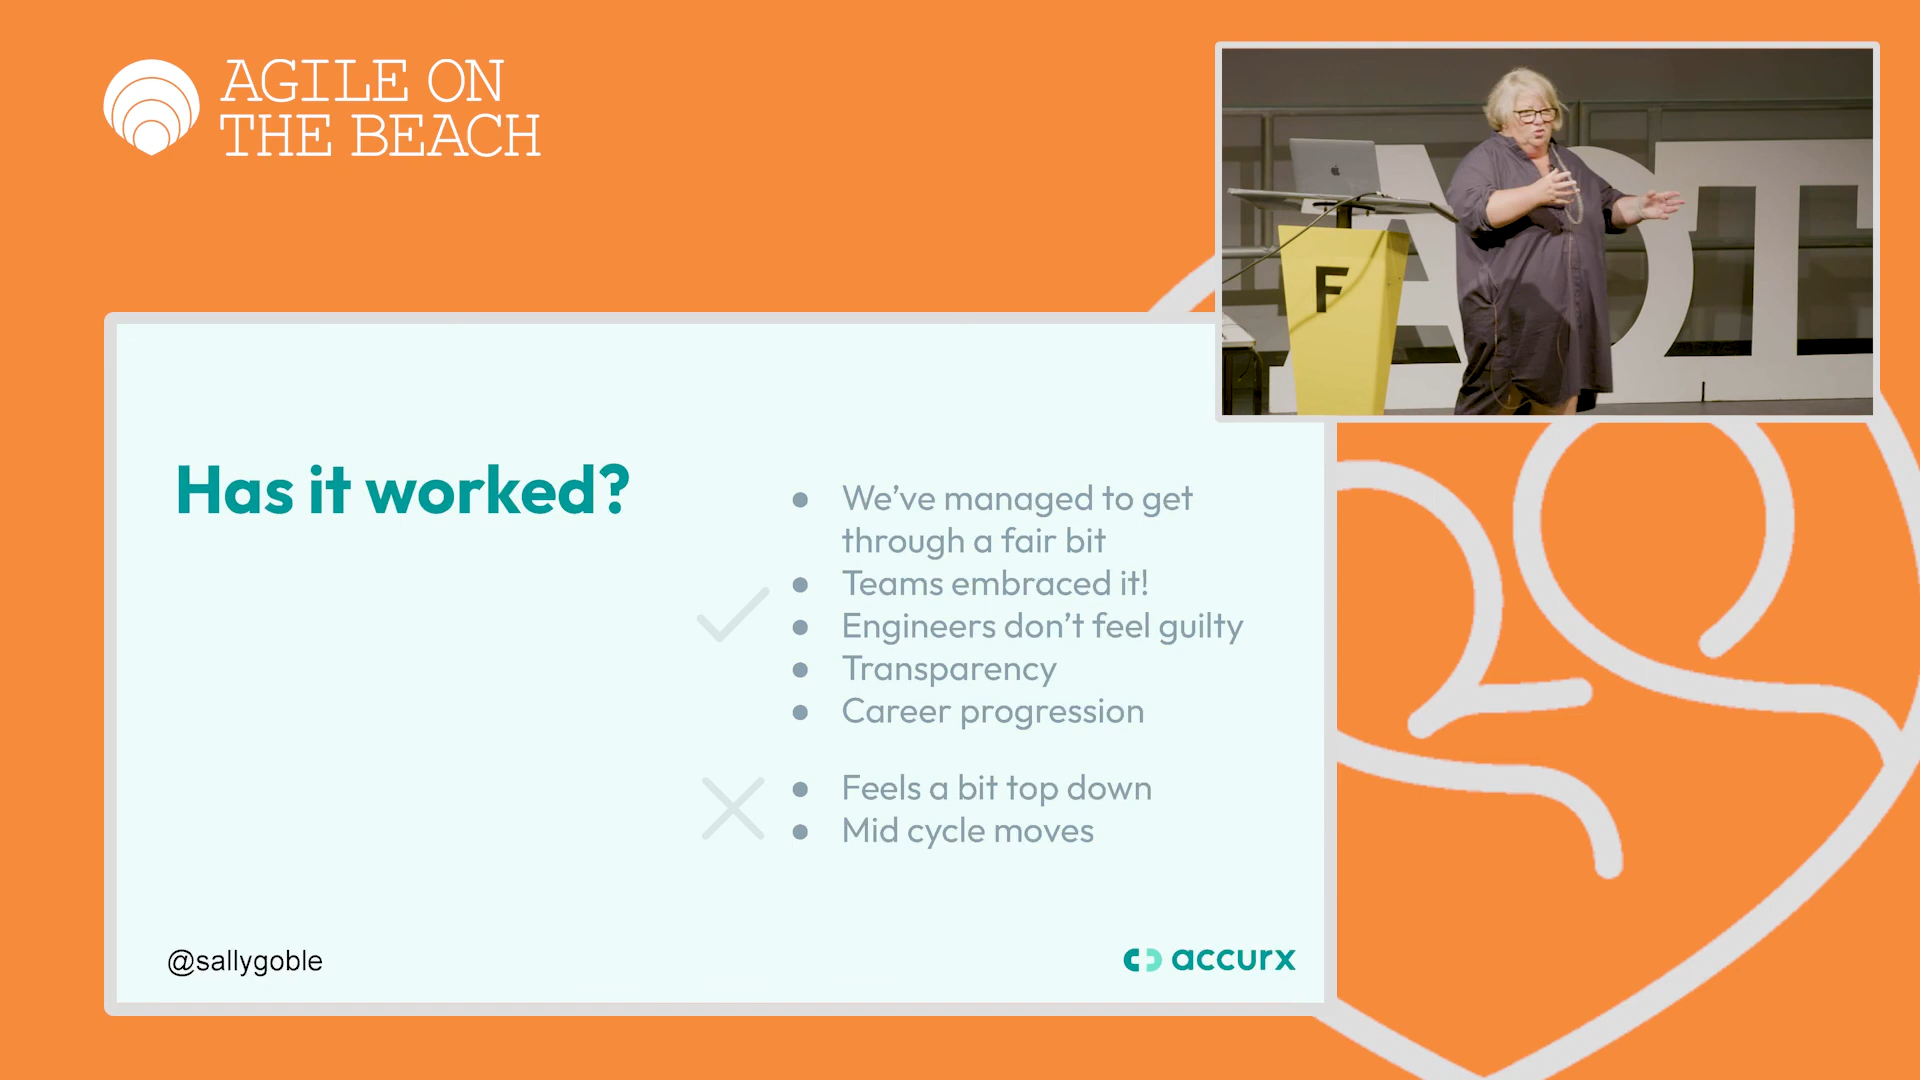 AGILE ON
THE BEACH
F
AOT
Has it worked?
We've managed to get
through a fair bit
Teams embraced it!
Engineers don't feel guilty
Transparency
Career progression
Feels a bit top down
Mid cycle moves
@sallygoble
accurx